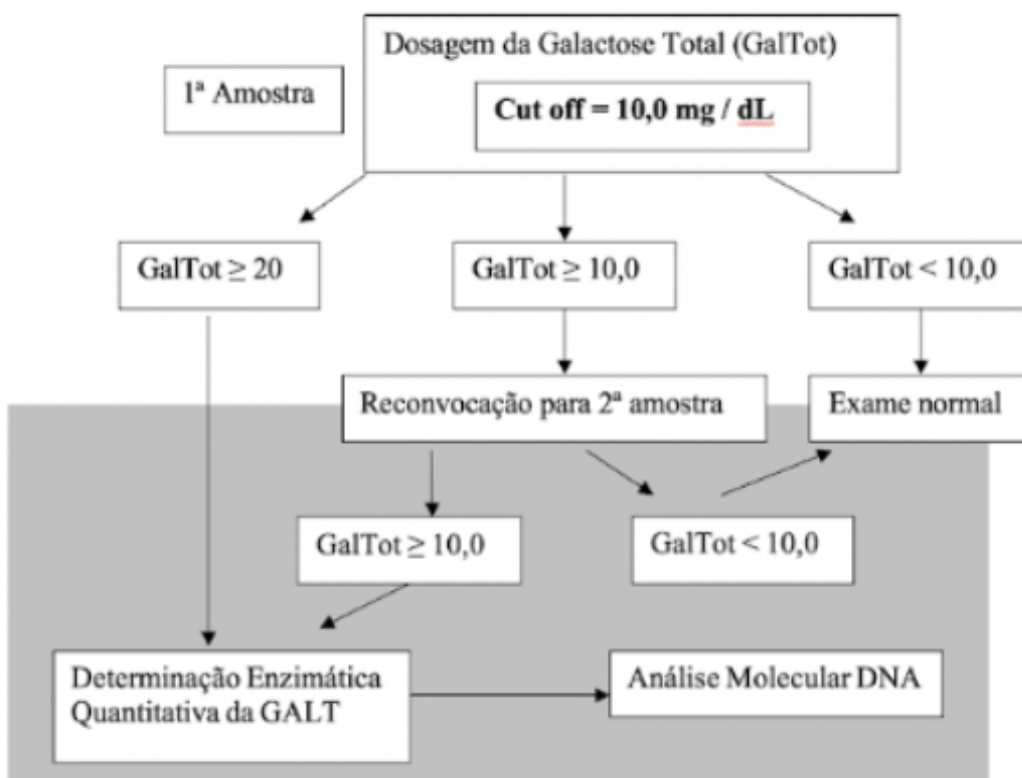 Dosagem da Galactose Total (GalTot)
1ª Amostra
Cut off = 10,0 mg / dL
GalTot ≥ 20
GalTot ≥ 10,0
GalTot < 10,0
Reconvocação para 2ª amostra
Exame normal
GalTot ≥ 10,0
GalTot < 10,0
Determinação Enzimática
Quantitativa da GALT
Análise Molecular DNA